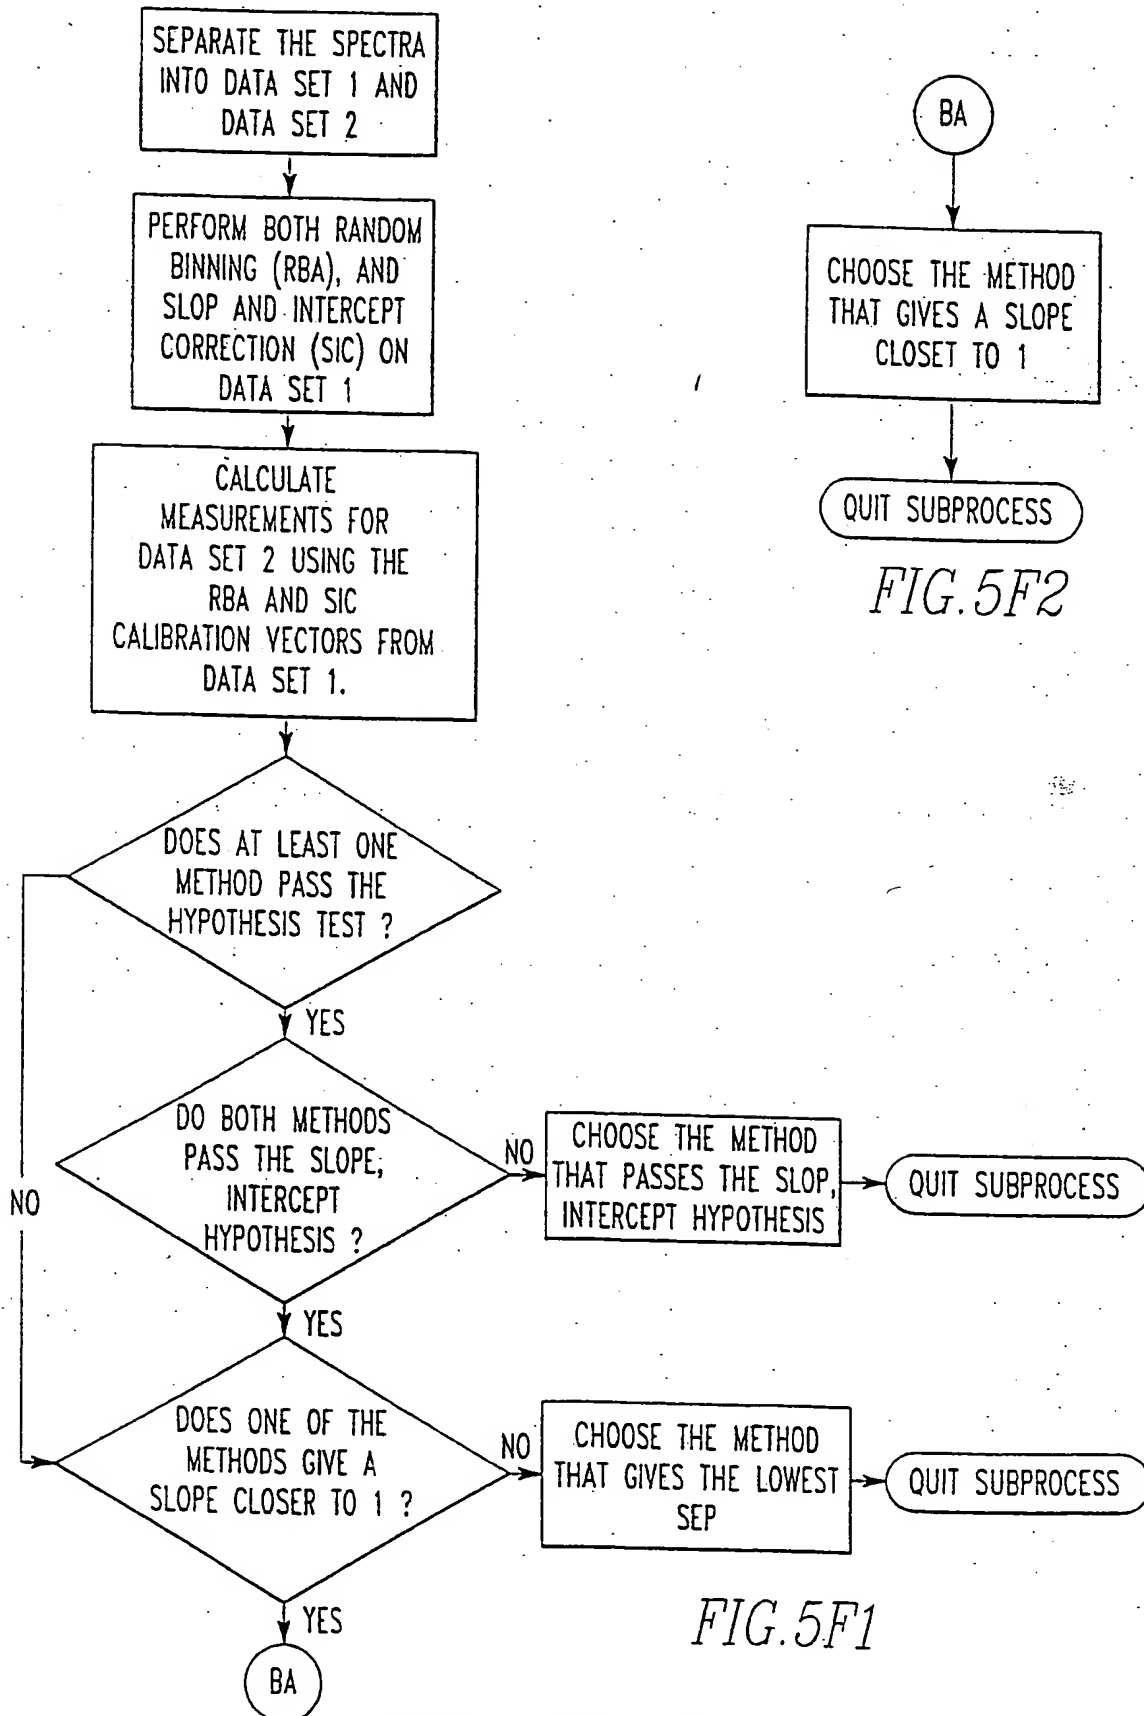 SEPARATE THE SPECTRA
INTO DATA SET 1 AND
DATA SET 2
PERFORM BOTH RANDOM
BINNING (RBA), AND
SLOP AND INTERCEPT
CORRECTION (SIC) ON
DATA SET 1
CALCULATE
MEASUREMENTS FOR
DATA SET 2 USING THE
RBA AND SIC
CALIBRATION VECTORS FROM
DATA SET 1.
DOES AT LEAST ONE
METHOD PASS THE
HYPOTHESIS TEST ?
YES
NO
DO BOTH METHODS
PASS THE SLOPE,
INTERCEPT
HYPOTHESIS ?
NO
CHOOSE THE METHOD
THAT PASSES THE SLOP,
INTERCEPT HYPOTHESIS
QUIT SUBPROCESS
YES
DOES ONE OF THE
METHODS GIVE A
SLOPE CLOSER TO 1 ?
NO
CHOOSE THE METHOD
THAT GIVES THE LOWEST
SEP
QUIT SUBPROCESS
YES
BA
FIG.5F1
BA
CHOOSE THE METHOD
THAT GIVES A SLOPE
CLOSET TO 1
QUIT SUBPROCESS
FIG.5F2